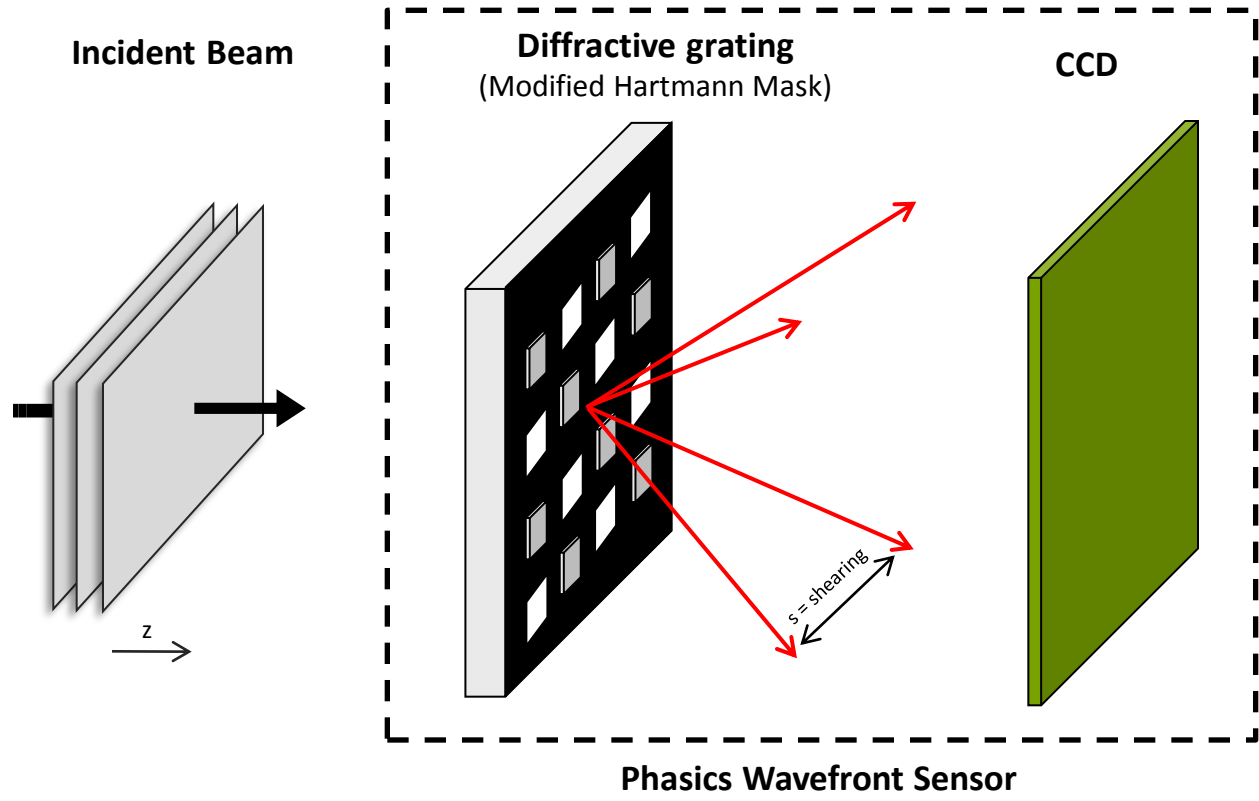 Incident Beam
Diffractive grating
(Modified Hartmann Mask)
CCD
s = shearing
z
Phasics Wavefront Sensor